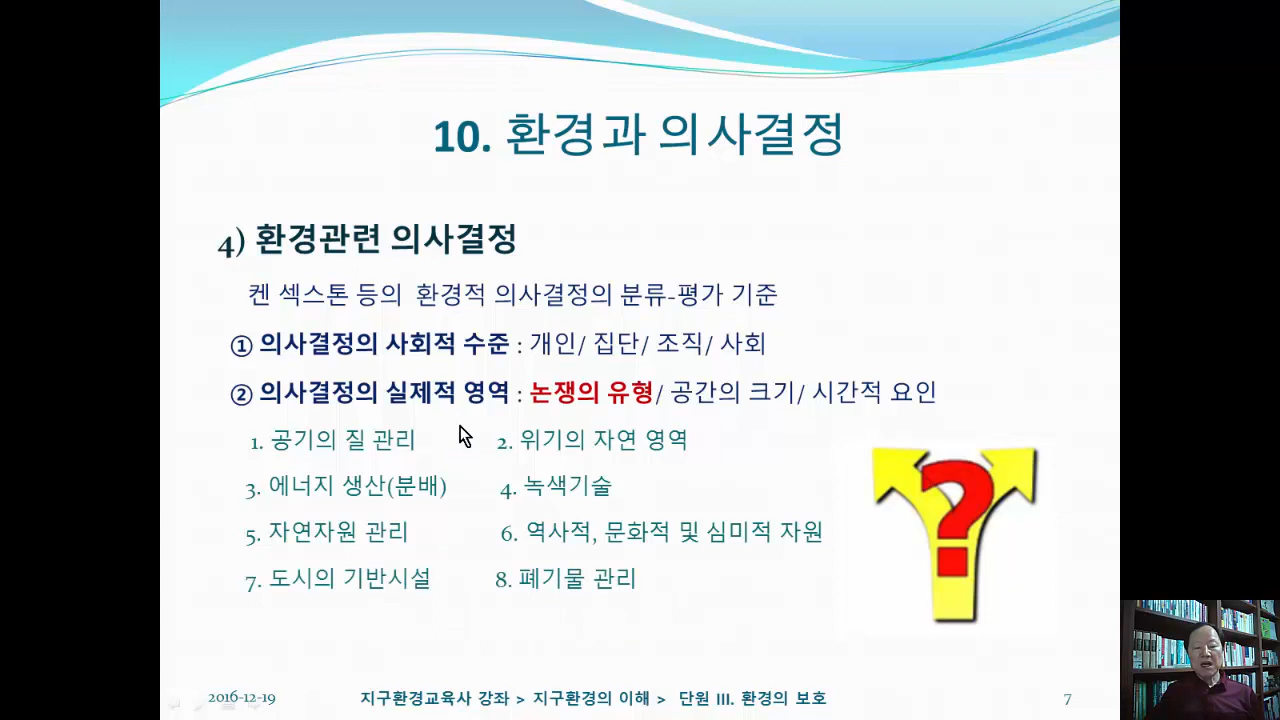 10. 환경과 의사결정
4) 환경관련 의사결정
켄 섹스톤 등의 환경적 의사결정의 분류-평가 기준
① 의사결정의 사회적 수준 : 개인/ 집단/ 조직/ 사회
② 의사결정의 실제적 영역 : 논쟁의 유형/ 공간의 크기/ 시간적 요인
1. 공기의 질 관리 2. 위기의 자연 영역
3. 에너지 생산(분배) 4. 녹색기술
5. 자연자원 관리 6. 역사적, 문화적 및 심미적 자원
7. 도시의 기반시설 8. 폐기물 관리
?
2016-12-19 지구환경교육사 강좌 > 지구환경의 이해 > 단원 III. 환경의 보호 7